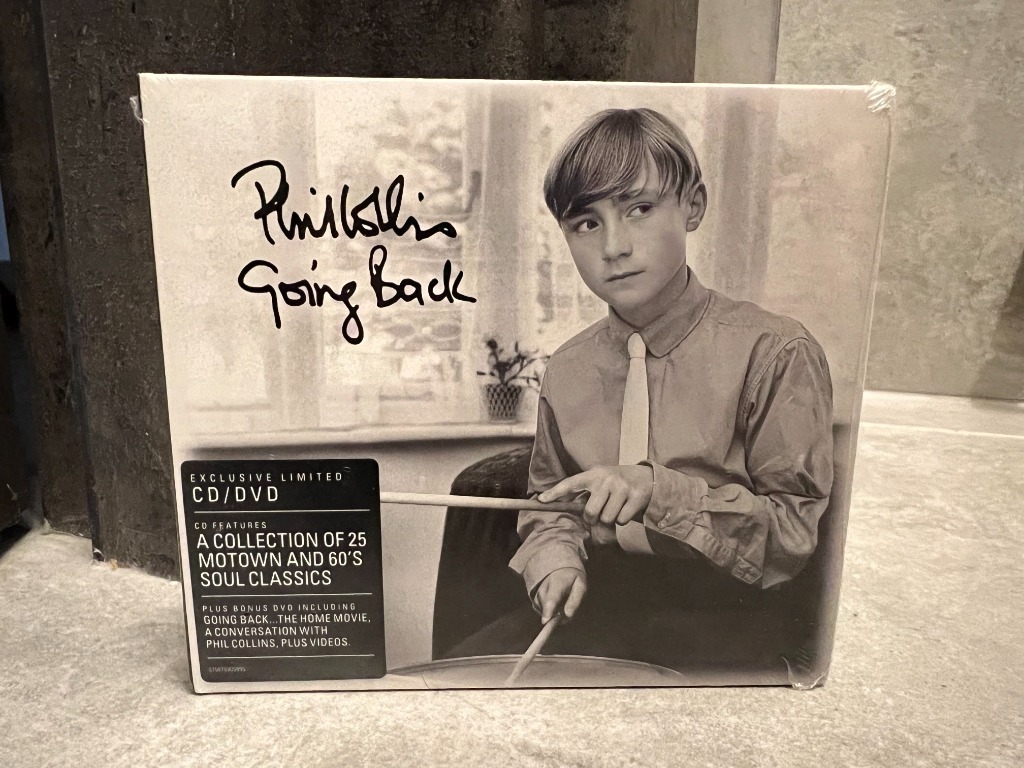 Phil Collins
Going Back
EXCLUSIVE LIMITED
CD/DVD
CD FEATURES
A COLLECTION OF 25
MOTOWN AND 60'S
SOUL CLASSICS
PLUS BONUS DVD INCLUDING
GOING BACK...THE HOME MOVIE,
A CONVERSATION WITH
PHIL COLLINS, PLUS VIDEOS.